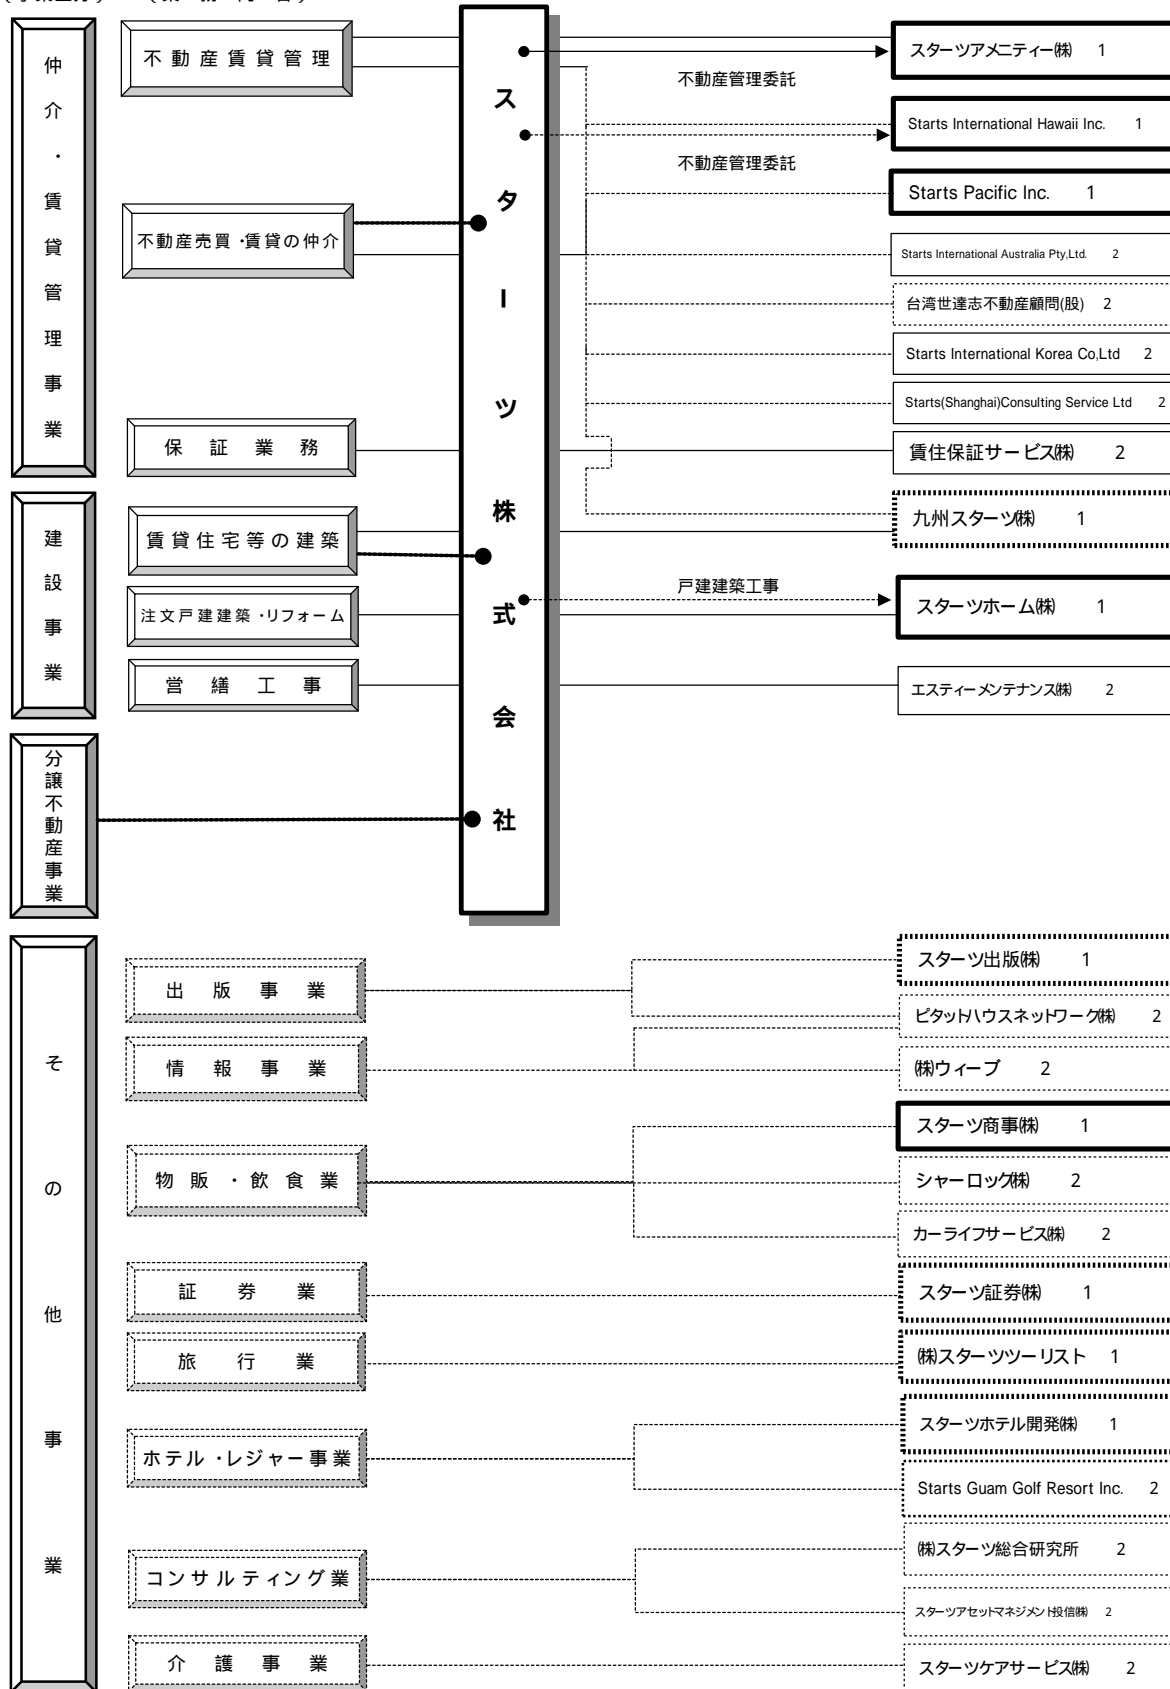 仲介・賃貸管理事業
不動産賃貸管理
不動産売買・賃貸の仲介
保証業務
建設事業
賃貸住宅等の建築
注文戸建建築・リフォーム
営繕工事
分譲不動産事業
スターツ株式会社
不動産管理委託
不動産管理委託
戸建建築工事
スターツアメニティー㈱ 1
Starts International Hawaii Inc. 1
Starts Pacific Inc. 1
Starts International Australia Pty,Ltd. 2
台湾世達志不動産顧問(股) 2
Starts International Korea Co,Ltd 2
Starts(Shanghai)Consulting Service Ltd 2
賃住保証サービス㈱ 2
九州スターツ㈱ 1
スターツホーム㈱ 1
エスティーメンテナンス㈱ 2
その他事業
出版事業
情報事業
物販・飲食業
証券業
旅行業
ホテル・レジャー事業
コンサルティング業
介護事業
スターツ出版㈱ 1
ピタットハウスネットワーク㈱ 2
㈱ウィーブ 2
スターツ商事㈱ 1
シャーロック㈱ 2
カーライフサービス㈱ 2
スターツ証券㈱ 1
㈱スターツツーリスト 1
スターツホテル開発㈱ 1
Starts Guam Golf Resort Inc. 2
㈱スターツ総合研究所 2
スターツアセットマネジメント投信㈱ 2
スターツケアサービス㈱ 2